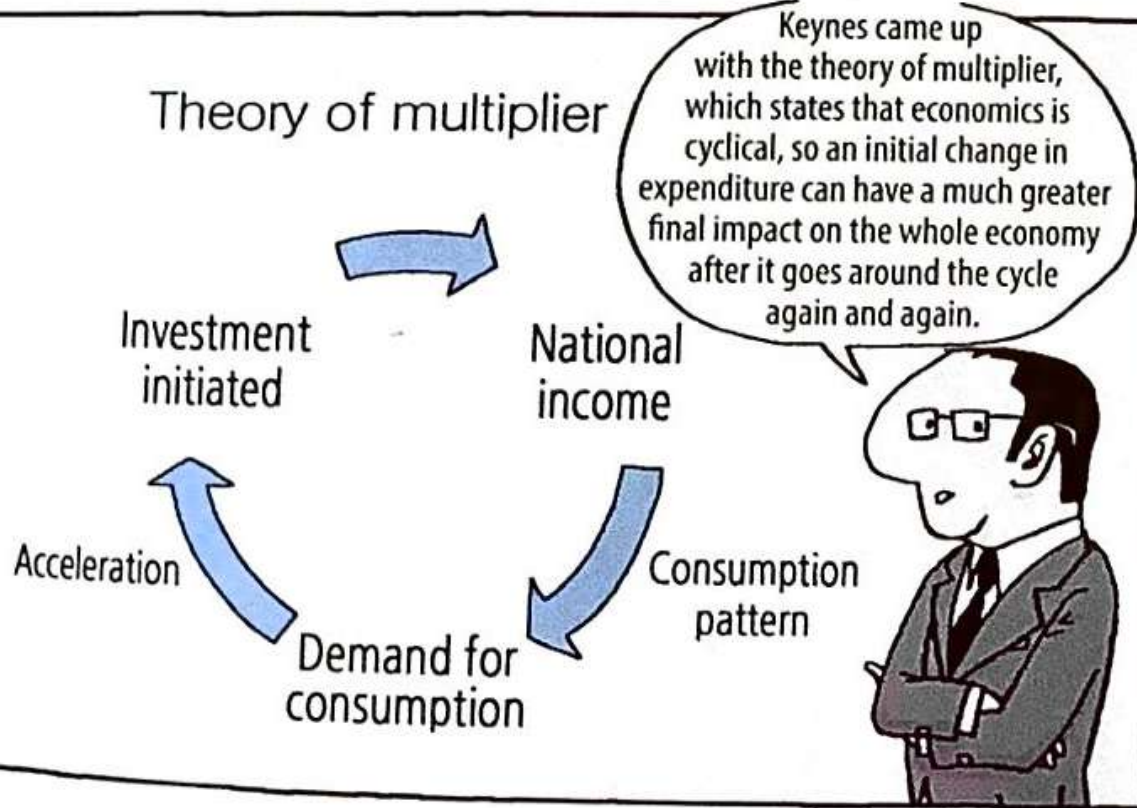 Theory of multiplier
Keynes came up
with the theory of multiplier,
which states that economics is
cyclical, so an initial change in
expenditure can have a much greater
final impact on the whole economy
after it goes around the cycle
again and again.
Investment
initiated
National
income
Consumption
pattern
Demand for
consumption
Acceleration